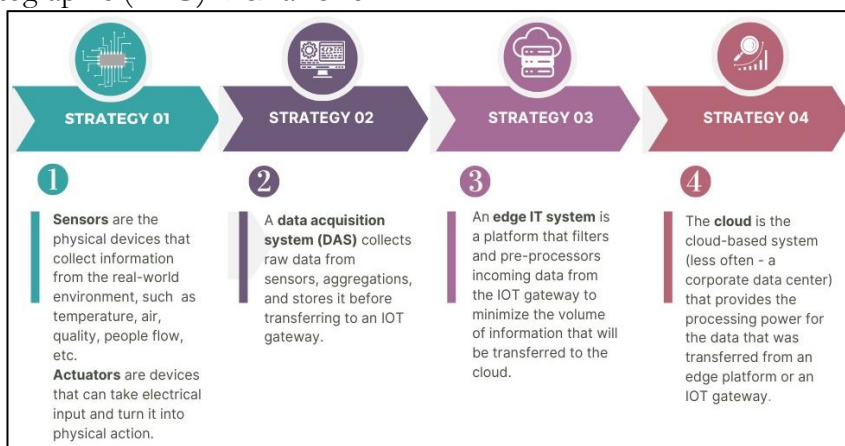 STRATEGY 01
STRATEGY 02
STRATEGY 03
STRATEGY 04
1
Sensors are the
physical devices that
collect information
from the real-world
environment, such as
temperature, air,
quality, people flow,
etc.
Actuators are devices
that can take electrical
input and turn it into
physical action.
2
A data acquisition
system (DAS) collects
raw data from
sensors, aggregations,
and stores it before
transferring to an IOT
gateway.
3
An edge IT system is
a platform that filters
and pre-processors
incoming data from
the IOT gateway to
minimize the volume
of information that will
be transferred to the
cloud.
4
The cloud is the
cloud-based system
(less often - a
corporate data center)
that provides the
processing power for
the data that was
transferred from an
edge platform or an
IOT gateway.